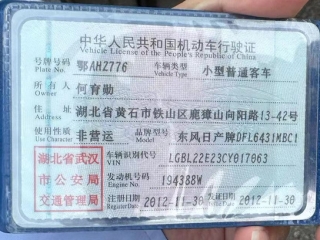 中华人民共和国机动车行驶证
Vehicle License of the People's Republic of China
号牌号码 鄂AHZ776 车辆类型 小型普通客车
Plate No. Vehicle Type
所有人 何育勋
Owner
住址 湖北省黄石市铁山区鹿獐山向阳路13-42号
Address
使用性质 非营运 品牌型号 东风日产牌DFL6431MBC1
Use Character Model
湖北省武汉 车辆识别代号 LGBL22E23CY017063
VIN
市公安局 发动机号码 194388W
Engine No.
交通管理局 注册日期 2012-11-30 发证日期 2012-11-30
Register Date Issue Date